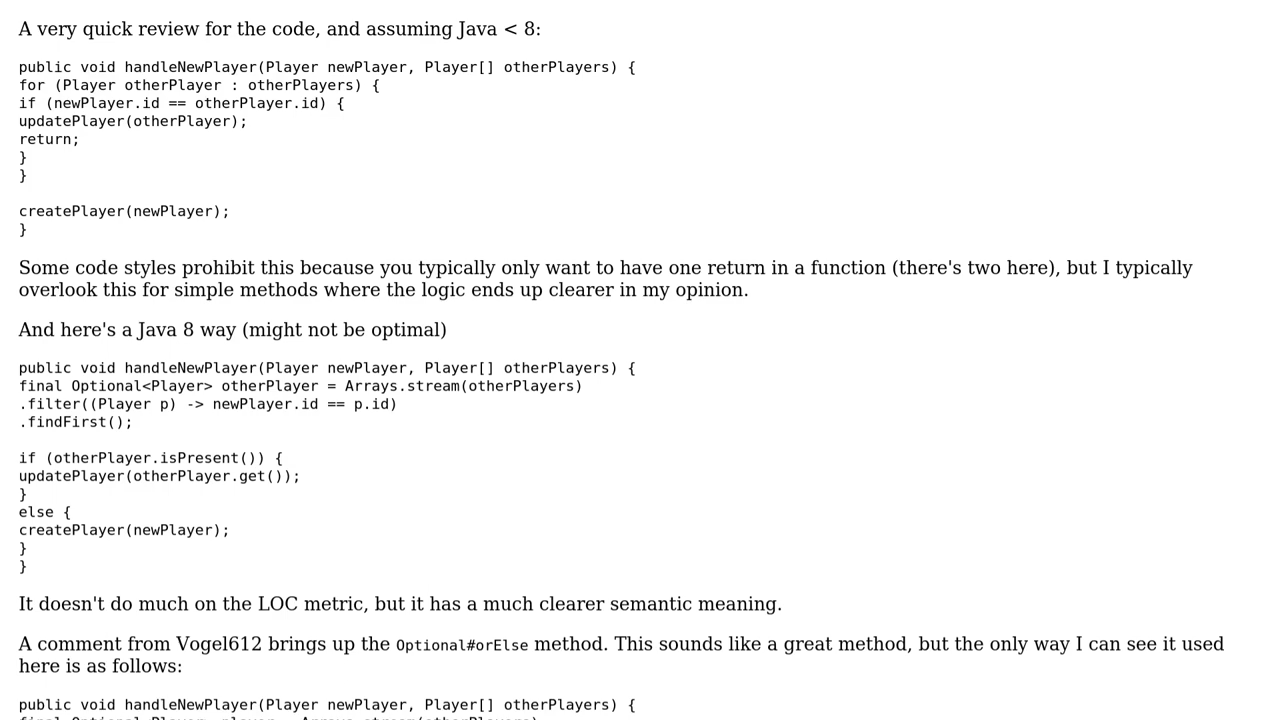 A very quick review for the code, and assuming Java < 8:
public void handleNewPlayer(Player newPlayer, Player[] otherPlayers) {
for (Player otherPlayer : otherPlayers) {
if (newPlayer.id == otherPlayer.id) {
updatePlayer(otherPlayer);
return;
}
}
createPlayer(newPlayer);
}
Some code styles prohibit this because you typically only want to have one return in a function (there's two here), but I typically
overlook this for simple methods where the logic ends up clearer in my opinion.
And here's a Java 8 way (might not be optimal)
public void handleNewPlayer(Player newPlayer, Player[] otherPlayers) {
final Optional<Player> otherPlayer = Arrays.stream(otherPlayers)
.filter((Player p) -> newPlayer.id == p.id)
.findFirst();
if (otherPlayer.isPresent()) {
updatePlayer(otherPlayer.get());
}
else {
createPlayer(newPlayer);
}
}
It doesn't do much on the LOC metric, but it has a much clearer semantic meaning.
A comment from Vogel612 brings up the Optional#orElse method. This sounds like a great method, but the only way I can see it used
here is as follows:
public void handleNewPlayer(Player newPlayer, Player[] otherPlayers) {